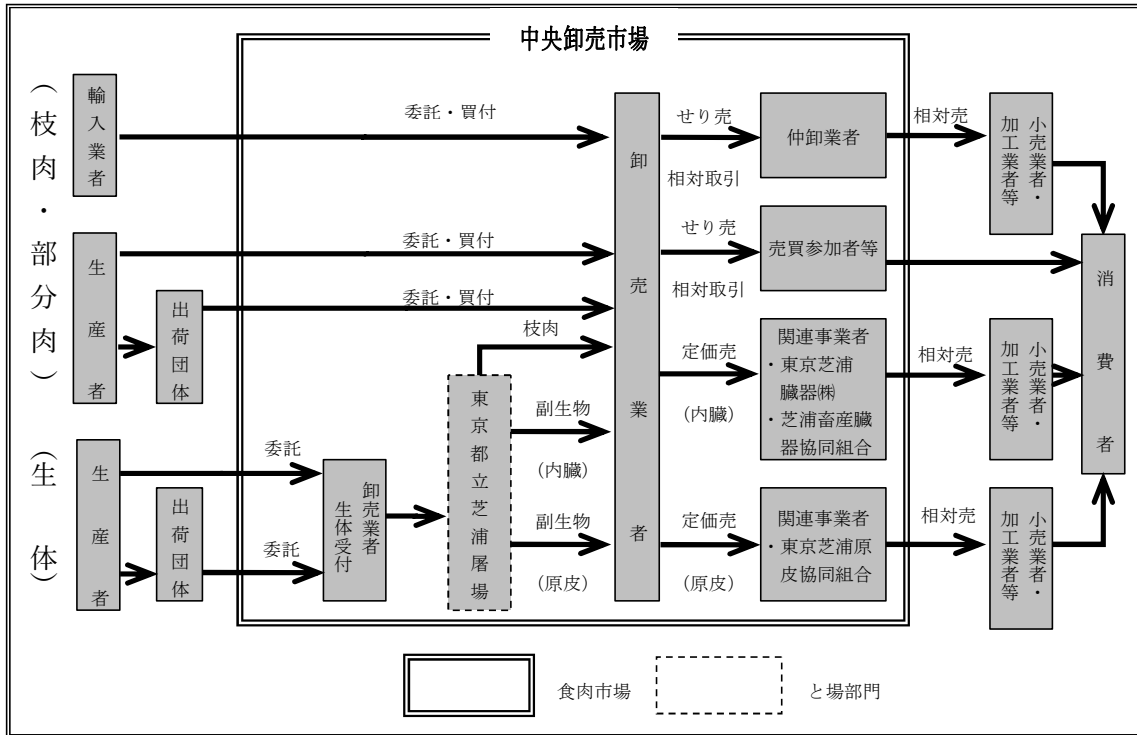 中央卸売市場
（枝肉・部分肉）
輸入業者
委託・買付
生産者
委託・買付
出荷団体
委託・買付
枝肉
（生体）
生産者
委託
出荷団体
委託
卸売業者
生体受付
東京都立芝浦屠場
副生物
（内臓）
副生物
（原皮）
卸売業者
せり売
相対取引
仲卸業者
相対売
小売業者・
加工業者等
せり売
相対取引
売買参加者等
定価売
（内臓）
関連事業者
・東京芝浦
臓器㈱
・芝浦畜産臓
器協同組合
相対売
小売業者・
加工業者等
定価売
（原皮）
関連事業者
・東京芝浦原
皮協同組合
相対売
小売業者・
加工業者等
消費者
食肉市場
と場部門